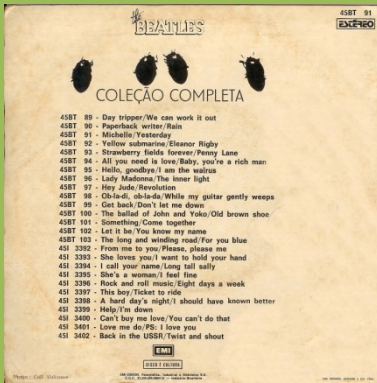 45BT 91
the
BEATLES
ESTÉREO
COLEÇÃO COMPLETA
45BT 89 - Day tripper/We can work it out
45BT 90 - Paperback writer/Rain
45BT 91 - Michelle/Yesterday
45BT 92 - Yellow submarine/Eleanor Rigby
45BT 93 - Strawberry fields forever/Penny Lane
45BT 94 - All you need is love/Baby, you're a rich man
45BT 95 - Hello, goodbye/I am the walrus
45BT 96 - Lady Madonna/The inner light
45BT 97 - Hey Jude/Revolution
45BT 98 - Ob-la-di, ob-la-da/While my guitar gently weeps
45BT 99 - Get back/Don't let me down
45BT 100 - The ballad of John and Yoko/Old brown shoe
45BT 101 - Something/Come together
45BT 102 - Let it be/You know my name
45BT 103 - The long and winding road/For you blue
45I 3392 - From me to you/Please, please me
45I 3393 - She loves you/I want to hold your hand
45I 3394 - I call your name/Long tall sally
45I 3395 - She's a woman/I feel fine
45I 3396 - Rock and roll music/Eight days a week
45I 3397 - This boy/Ticket to ride
45I 3398 - A hard day's night/I should have known better
45I 3399 - Help/I'm down
45I 3400 - Can't buy me love/You can't do that
45I 3401 - Love me do/PS: I love you
45I 3402 - Back in the USSR/Twist and shout
EMI
DISCO É CULTURA